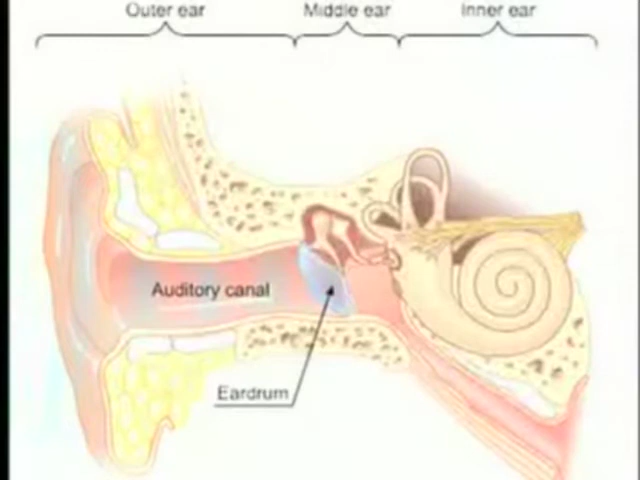 Outer ear
Middle ear
Inner ear
Auditory canal
Eardrum